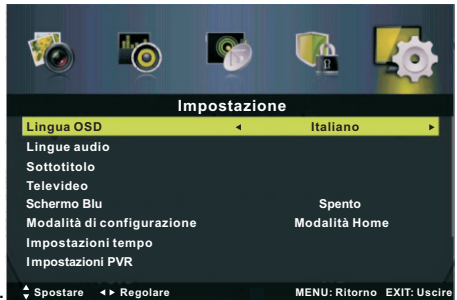 Impostazione
Lingua OSD Italiano
Lingue audio
Sottotitolo
Televideo
Schermo Blu Spento
Modalità di configurazione Modalità Home
Impostazioni tempo
Impostazioni PVR
Spostare Regolare MENU: Ritorno EXIT: Uscire